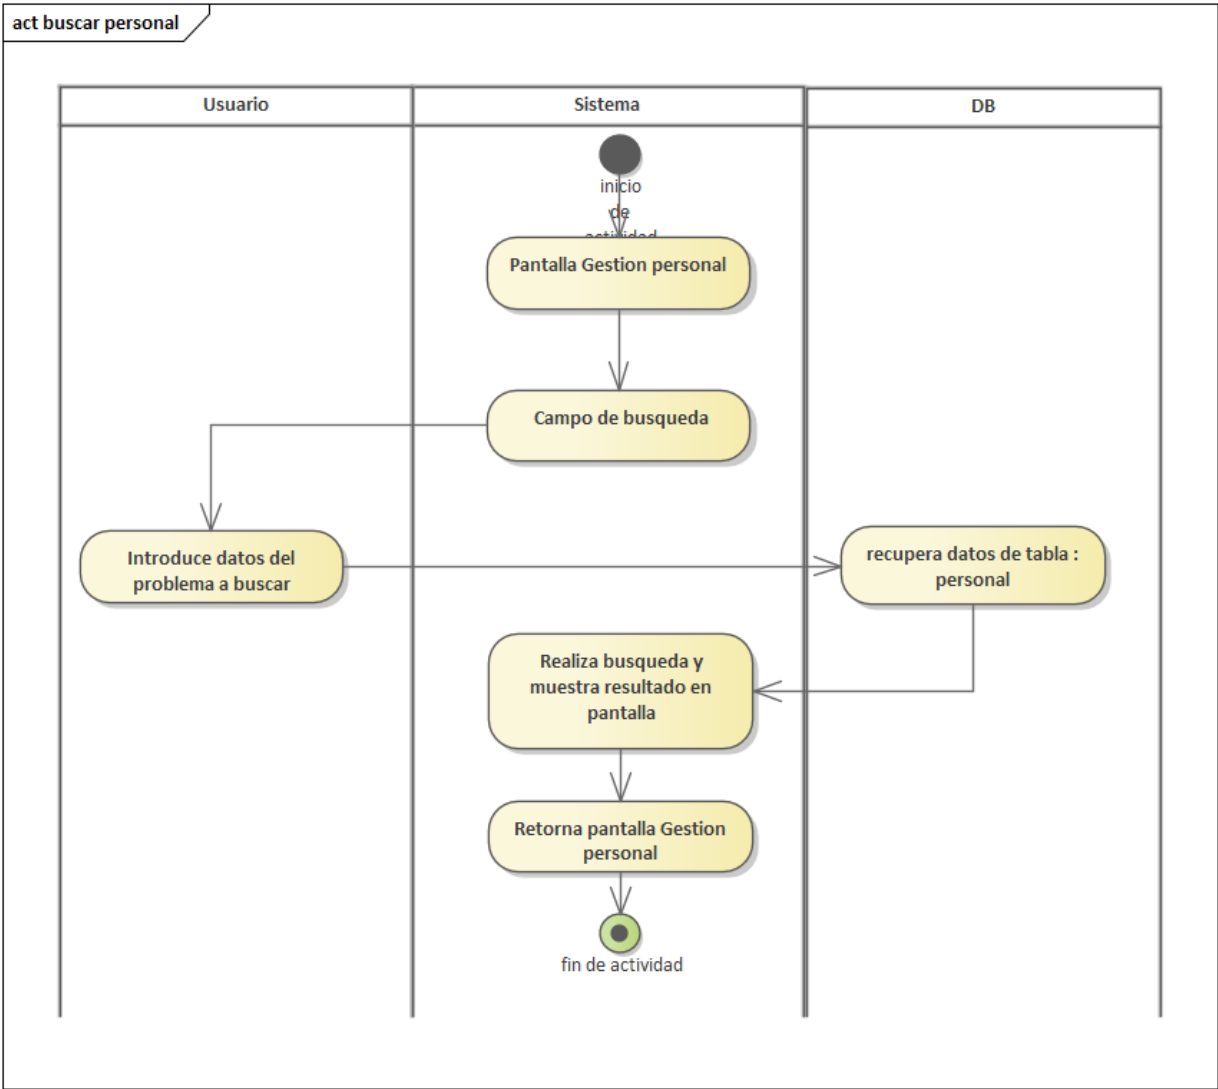 act buscar personal
Usuario
Sistema
DB
inicio
de
actividad
Pantalla Gestion personal
Campo de busqueda
Introduce datos del
problema a buscar
recupera datos de tabla :
personal
Realiza busqueda y
muestra resultado en
pantalla
Retorna pantalla Gestion
personal
fin de actividad